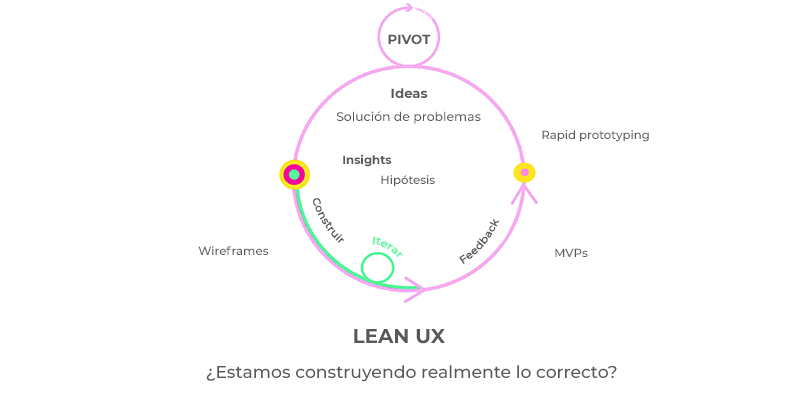 PIVOT
Ideas
Solución de problemas
Rapid prototyping
Insights
Hipótesis
Construir
Iterar
Feedback
Wireframes
MVPs
LEAN UX
¿Estamos construyendo realmente lo correcto?